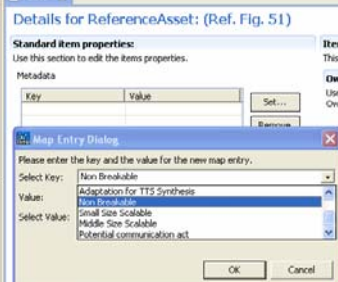 Details for ReferenceAsset: (Ref. Fig. 51)
Standard item properties:
Use this section to edit the items properties.
Metadata
Key Value
Set...
Remove
Map Entry Dialog
Please enter the key and the value for the new map entry.
Select Key: Non Breakable
Value:
Select Value:
Adaptation for TTS Synthesis
Non Breakable
Small Size Scalable
Middle Size Scalable
Potential communication act
OK Cancel